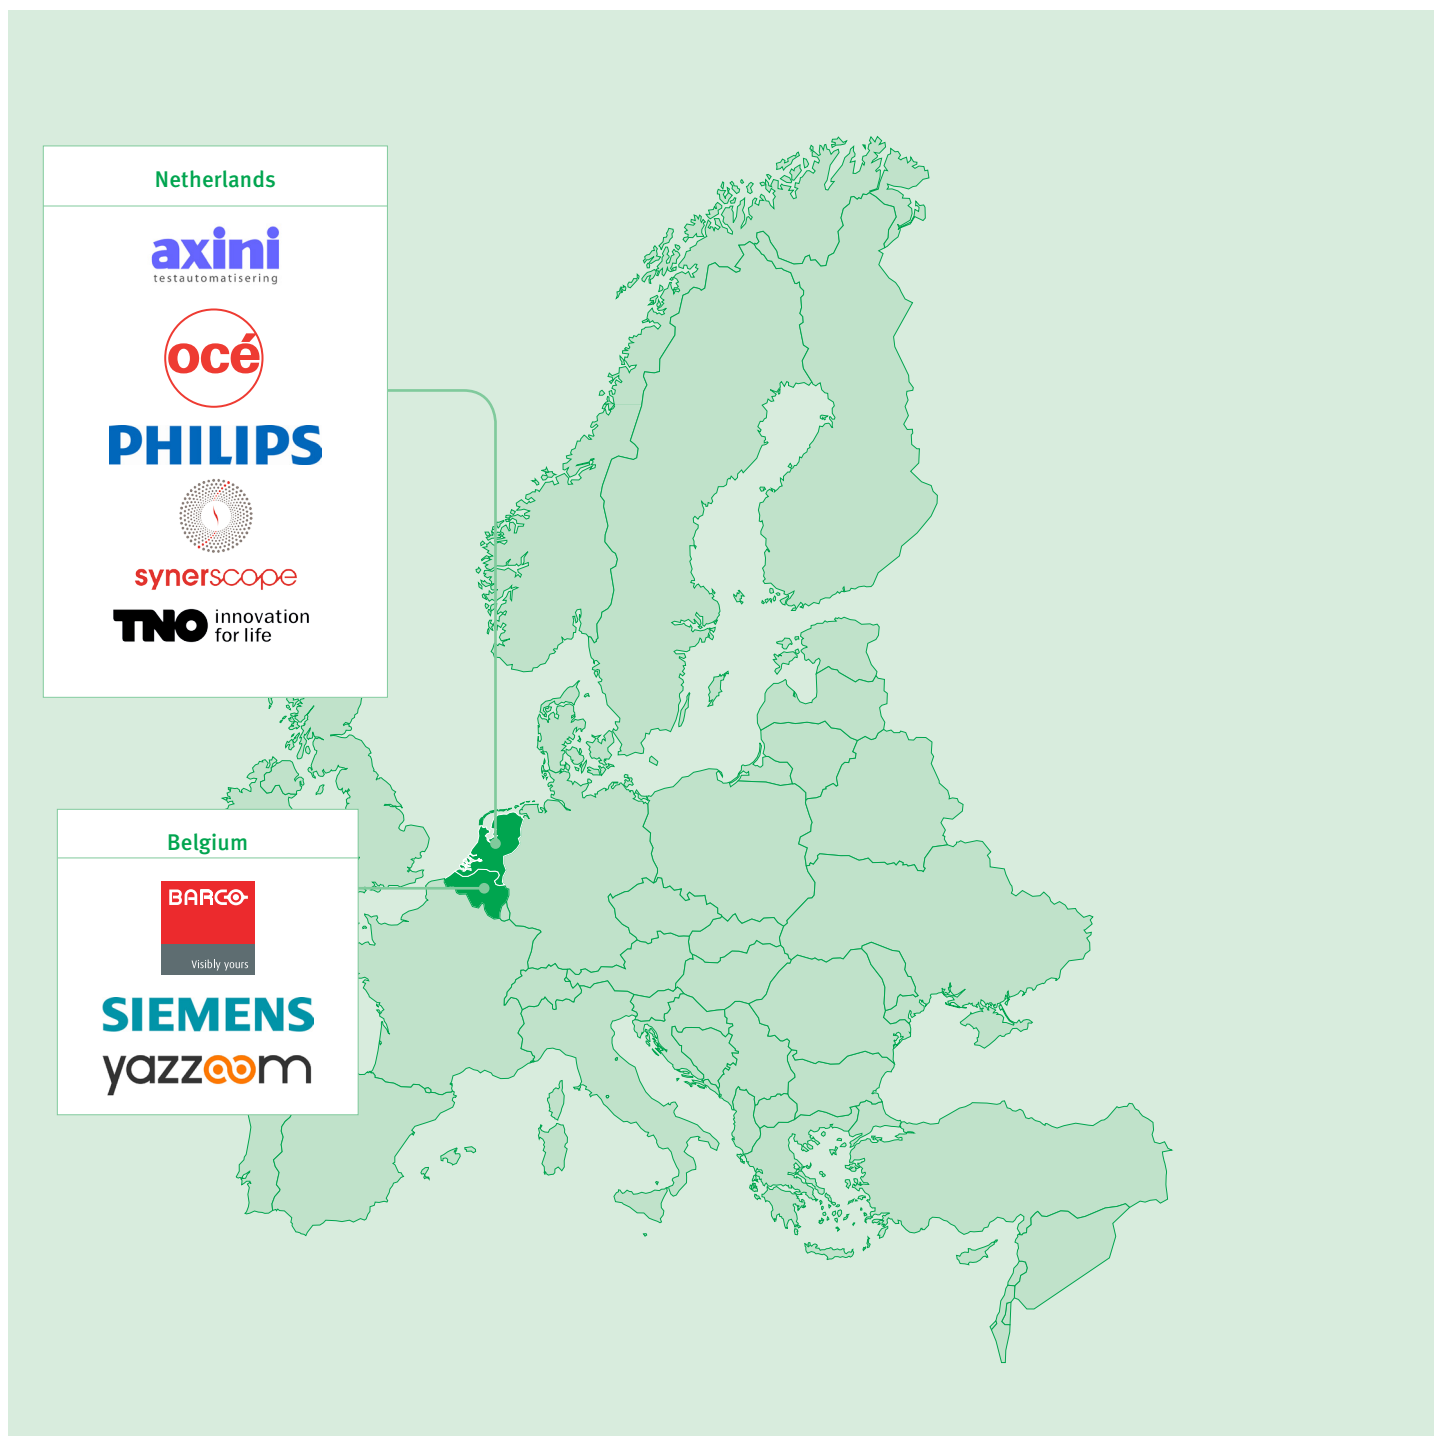 Netherlands
axini
testautomatisering
océ
PHILIPS
synerscope
TNO innovation
for life
Belgium
BARCO
Visibly yours
SIEMENS
yazzoom